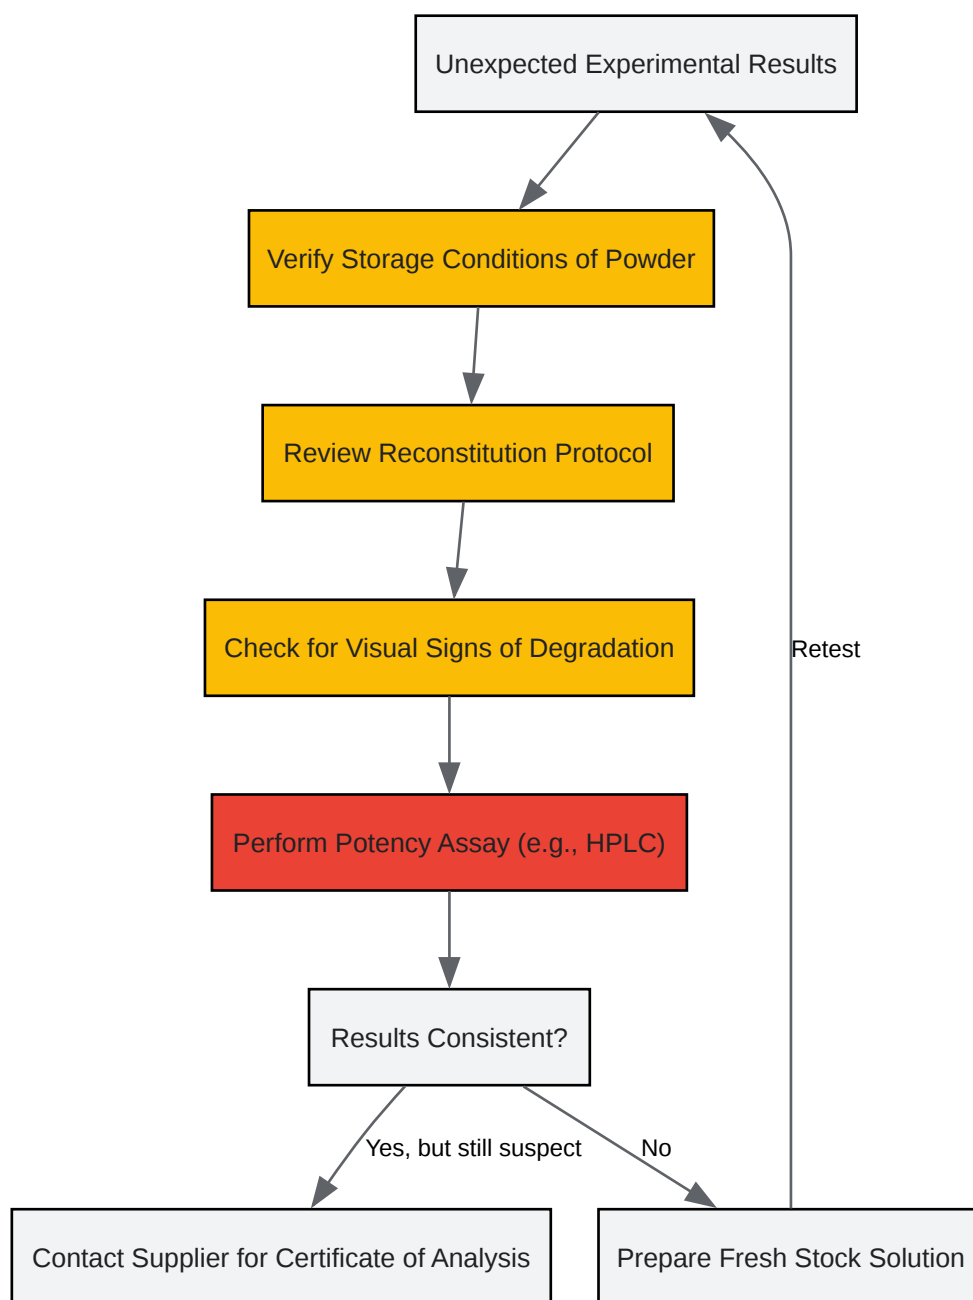 Unexpected Experimental Results
Verify Storage Conditions of Powder
Review Reconstitution Protocol
Check for Visual Signs of Degradation
Retest
Perform Potency Assay (e.g., HPLC)
Results Consistent?
Yes, but still suspect
No
Contact Supplier for Certificate of Analysis
Prepare Fresh Stock Solution